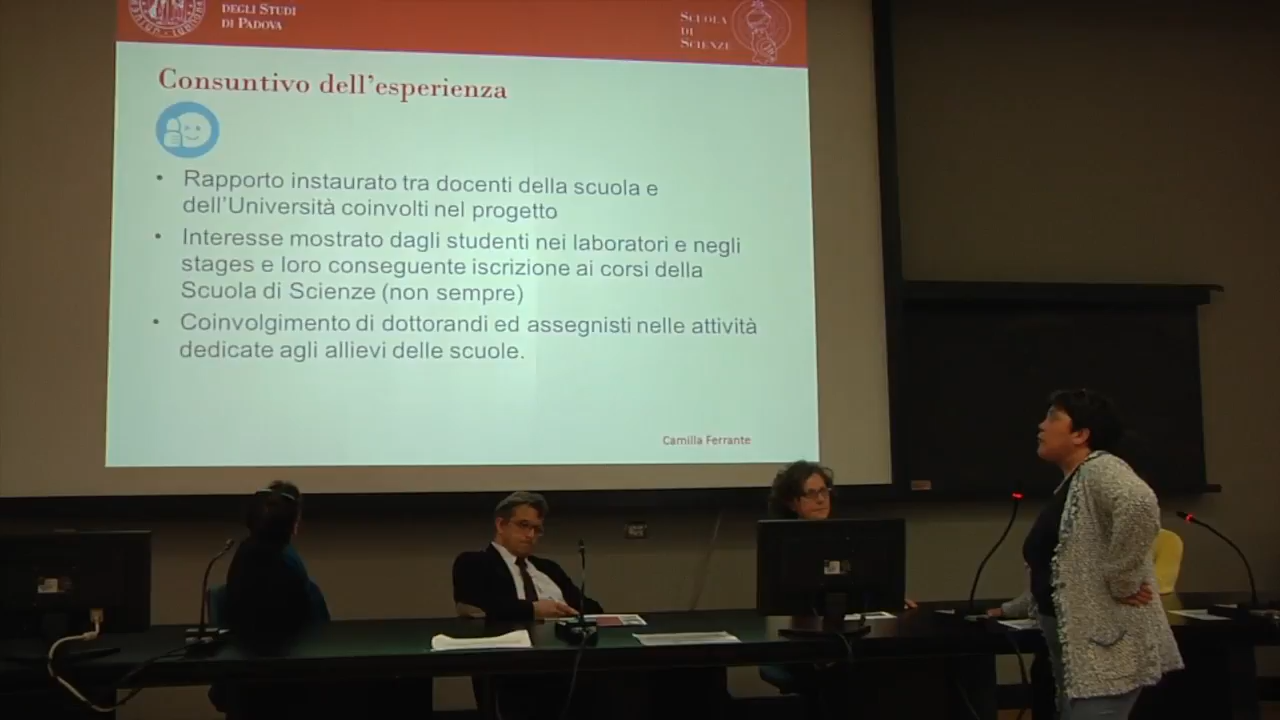 DEGLI STUDI
DI PADOVA
SCUOLA
DI
SCIENZE
Consuntivo dell'esperienza
• Rapporto instaurato tra docenti della scuola e
dell'Università coinvolti nel progetto
• Interesse mostrato dagli studenti nei laboratori e negli
stages e loro conseguente iscrizione ai corsi della
Scuola di Scienze (non sempre)
• Coinvolgimento di dottorandi ed assegnisti nelle attività
dedicate agli allievi delle scuole.
Camilla Ferrante